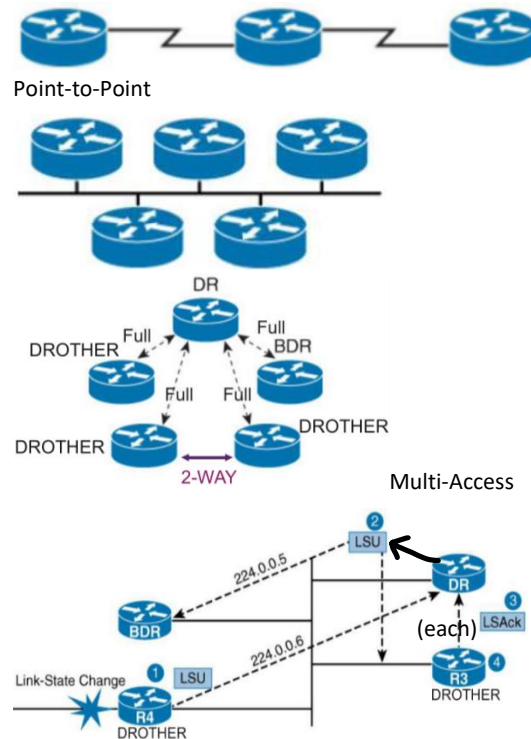 Point-to-Point
DR
Full
Full
DROTHER
BDR
Full
Full
DROTHER
DROTHER
2-WAY
Multi-Access
2
LSU
224.0.0.5
DR
3
BDR
(each)
LSAck
224.0.0.6
Link-State Change
1
LSU
4
R4
R3
DROTHER
DROTHER